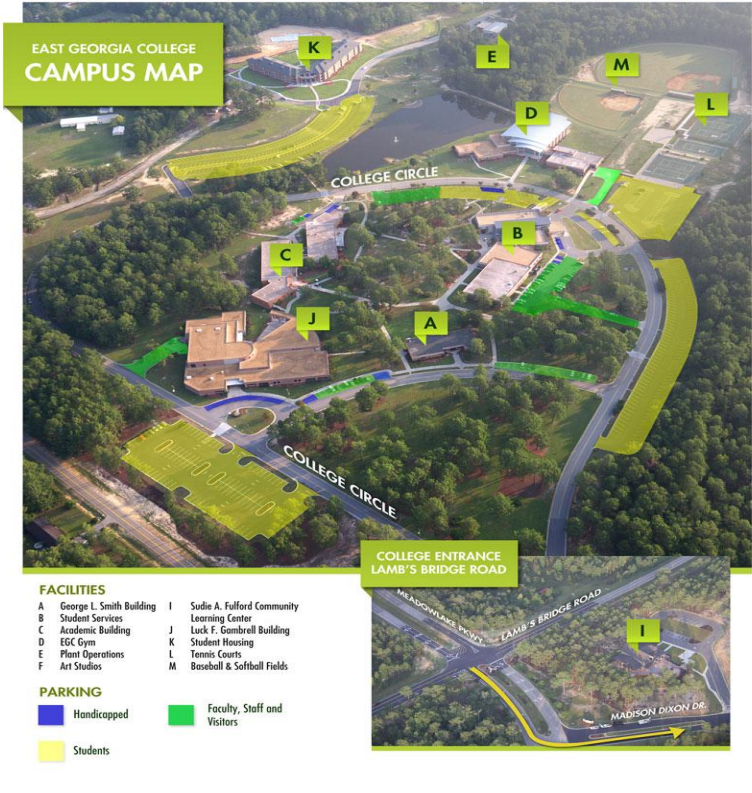 EAST GEORGIA COLLEGE
CAMPUS MAP
K
E
M
L
D
COLLEGE CIRCLE
B
C
J
A
COLLEGE CIRCLE
COLLEGE ENTRANCE
LAMB'S BRIDGE ROAD
MEADOWLAKE PKWY
LAMB'S BRIDGE ROAD
I
MADISON DIXON DR.
FACILITIES
A George L. Smith Building
B Student Services
C Academic Building
D EGC Gym
E Plant Operations
F Art Studios
I Sudie A. Fulford Community
Learning Center
J Luck F. Gambrell Building
K Student Housing
L Tennis Courts
M Baseball & Softball Fields
PARKING
Handicapped
Faculty, Staff and
Visitors
Students